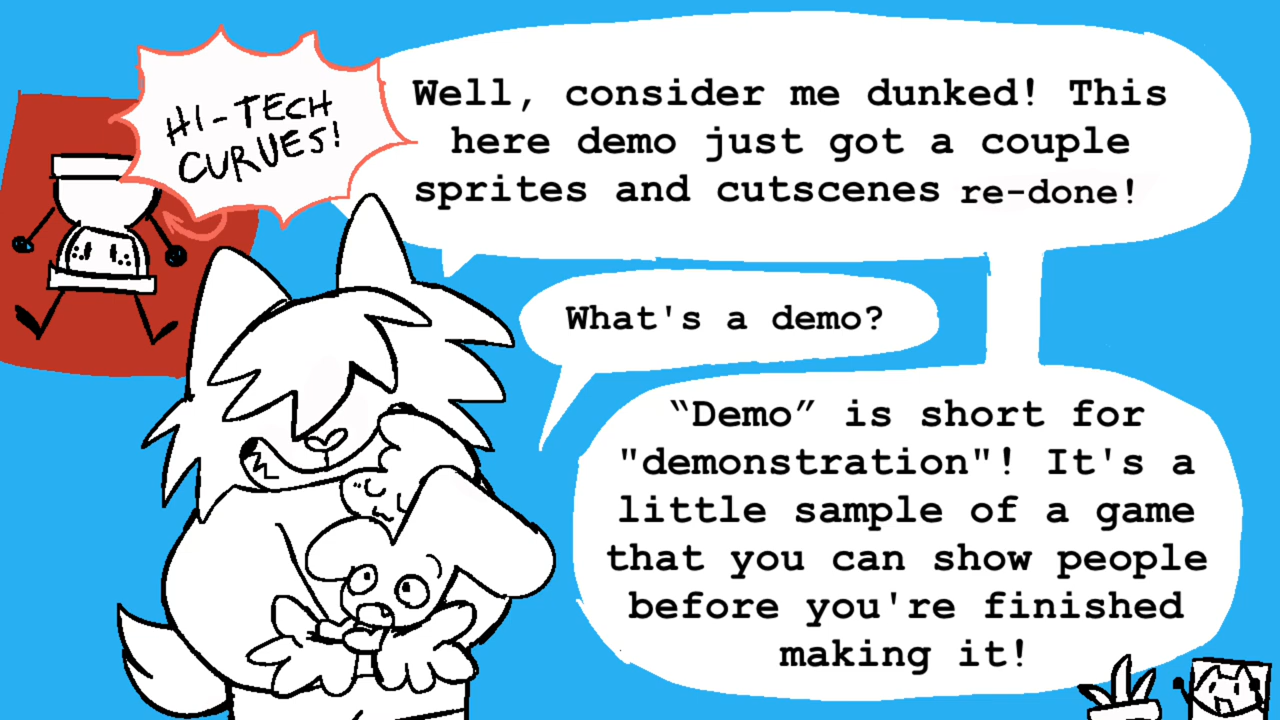 HI-TECH
CURVES!
Well, consider me dunked! This
here demo just got a couple
sprites and cutscenes re-done!
What's a demo?
“Demo” is short for
"demonstration"! It's a
little sample of a game
that you can show people
before you're finished
making it!